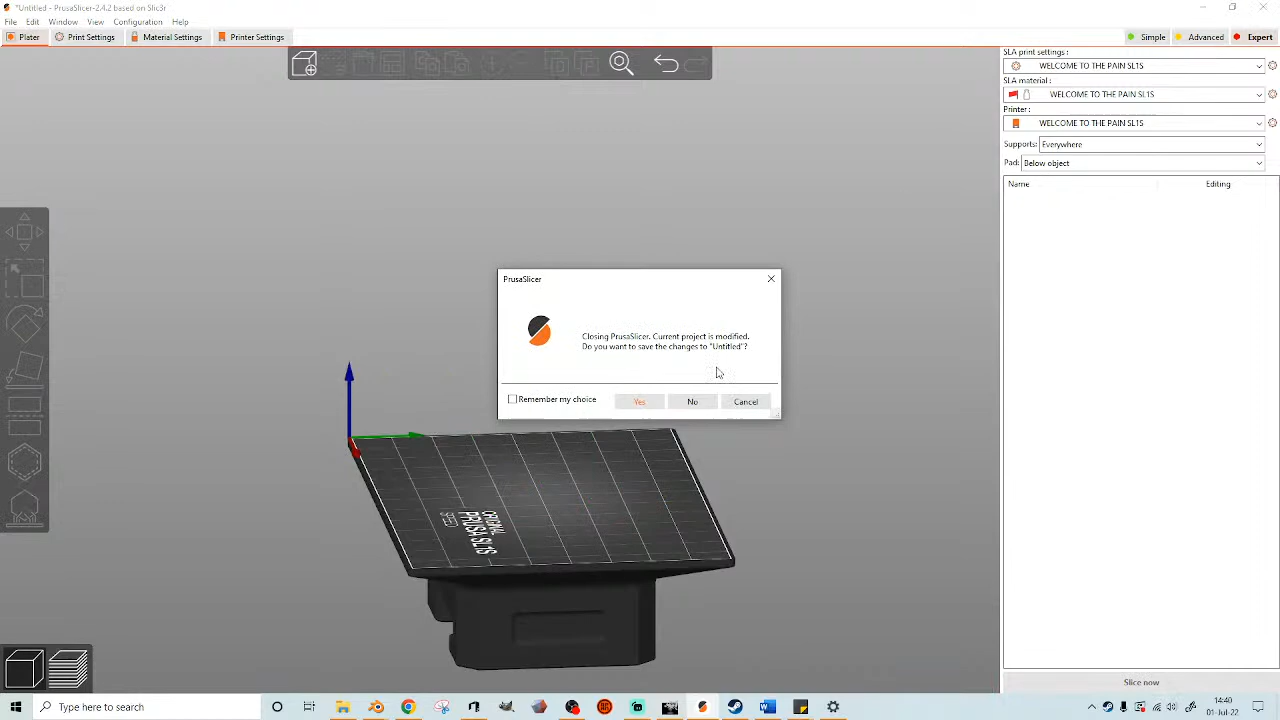 *Untitled - PrusaSlicer-2.4.2 based on Slic3r
File Edit Window View Configuration Help
Plater Print Settings Material Settings Printer Settings
Simple Advanced Expert
SLA print settings :
WELCOME TO THE PAIN SL1S
SLA material :
WELCOME TO THE PAIN SL1S
Printer :
WELCOME TO THE PAIN SL1S
Supports: Everywhere
Pad: Below object
Name Editing
PrusaSlicer
Closing PrusaSlicer. Current project is modified.
Do you want to save the changes to "Untitled"?
Remember my choice Yes No Cancel
ORIGINAL
PRUSA SL1S
SPEED
Slice now
Type here to search
14:40
01-Jul-22